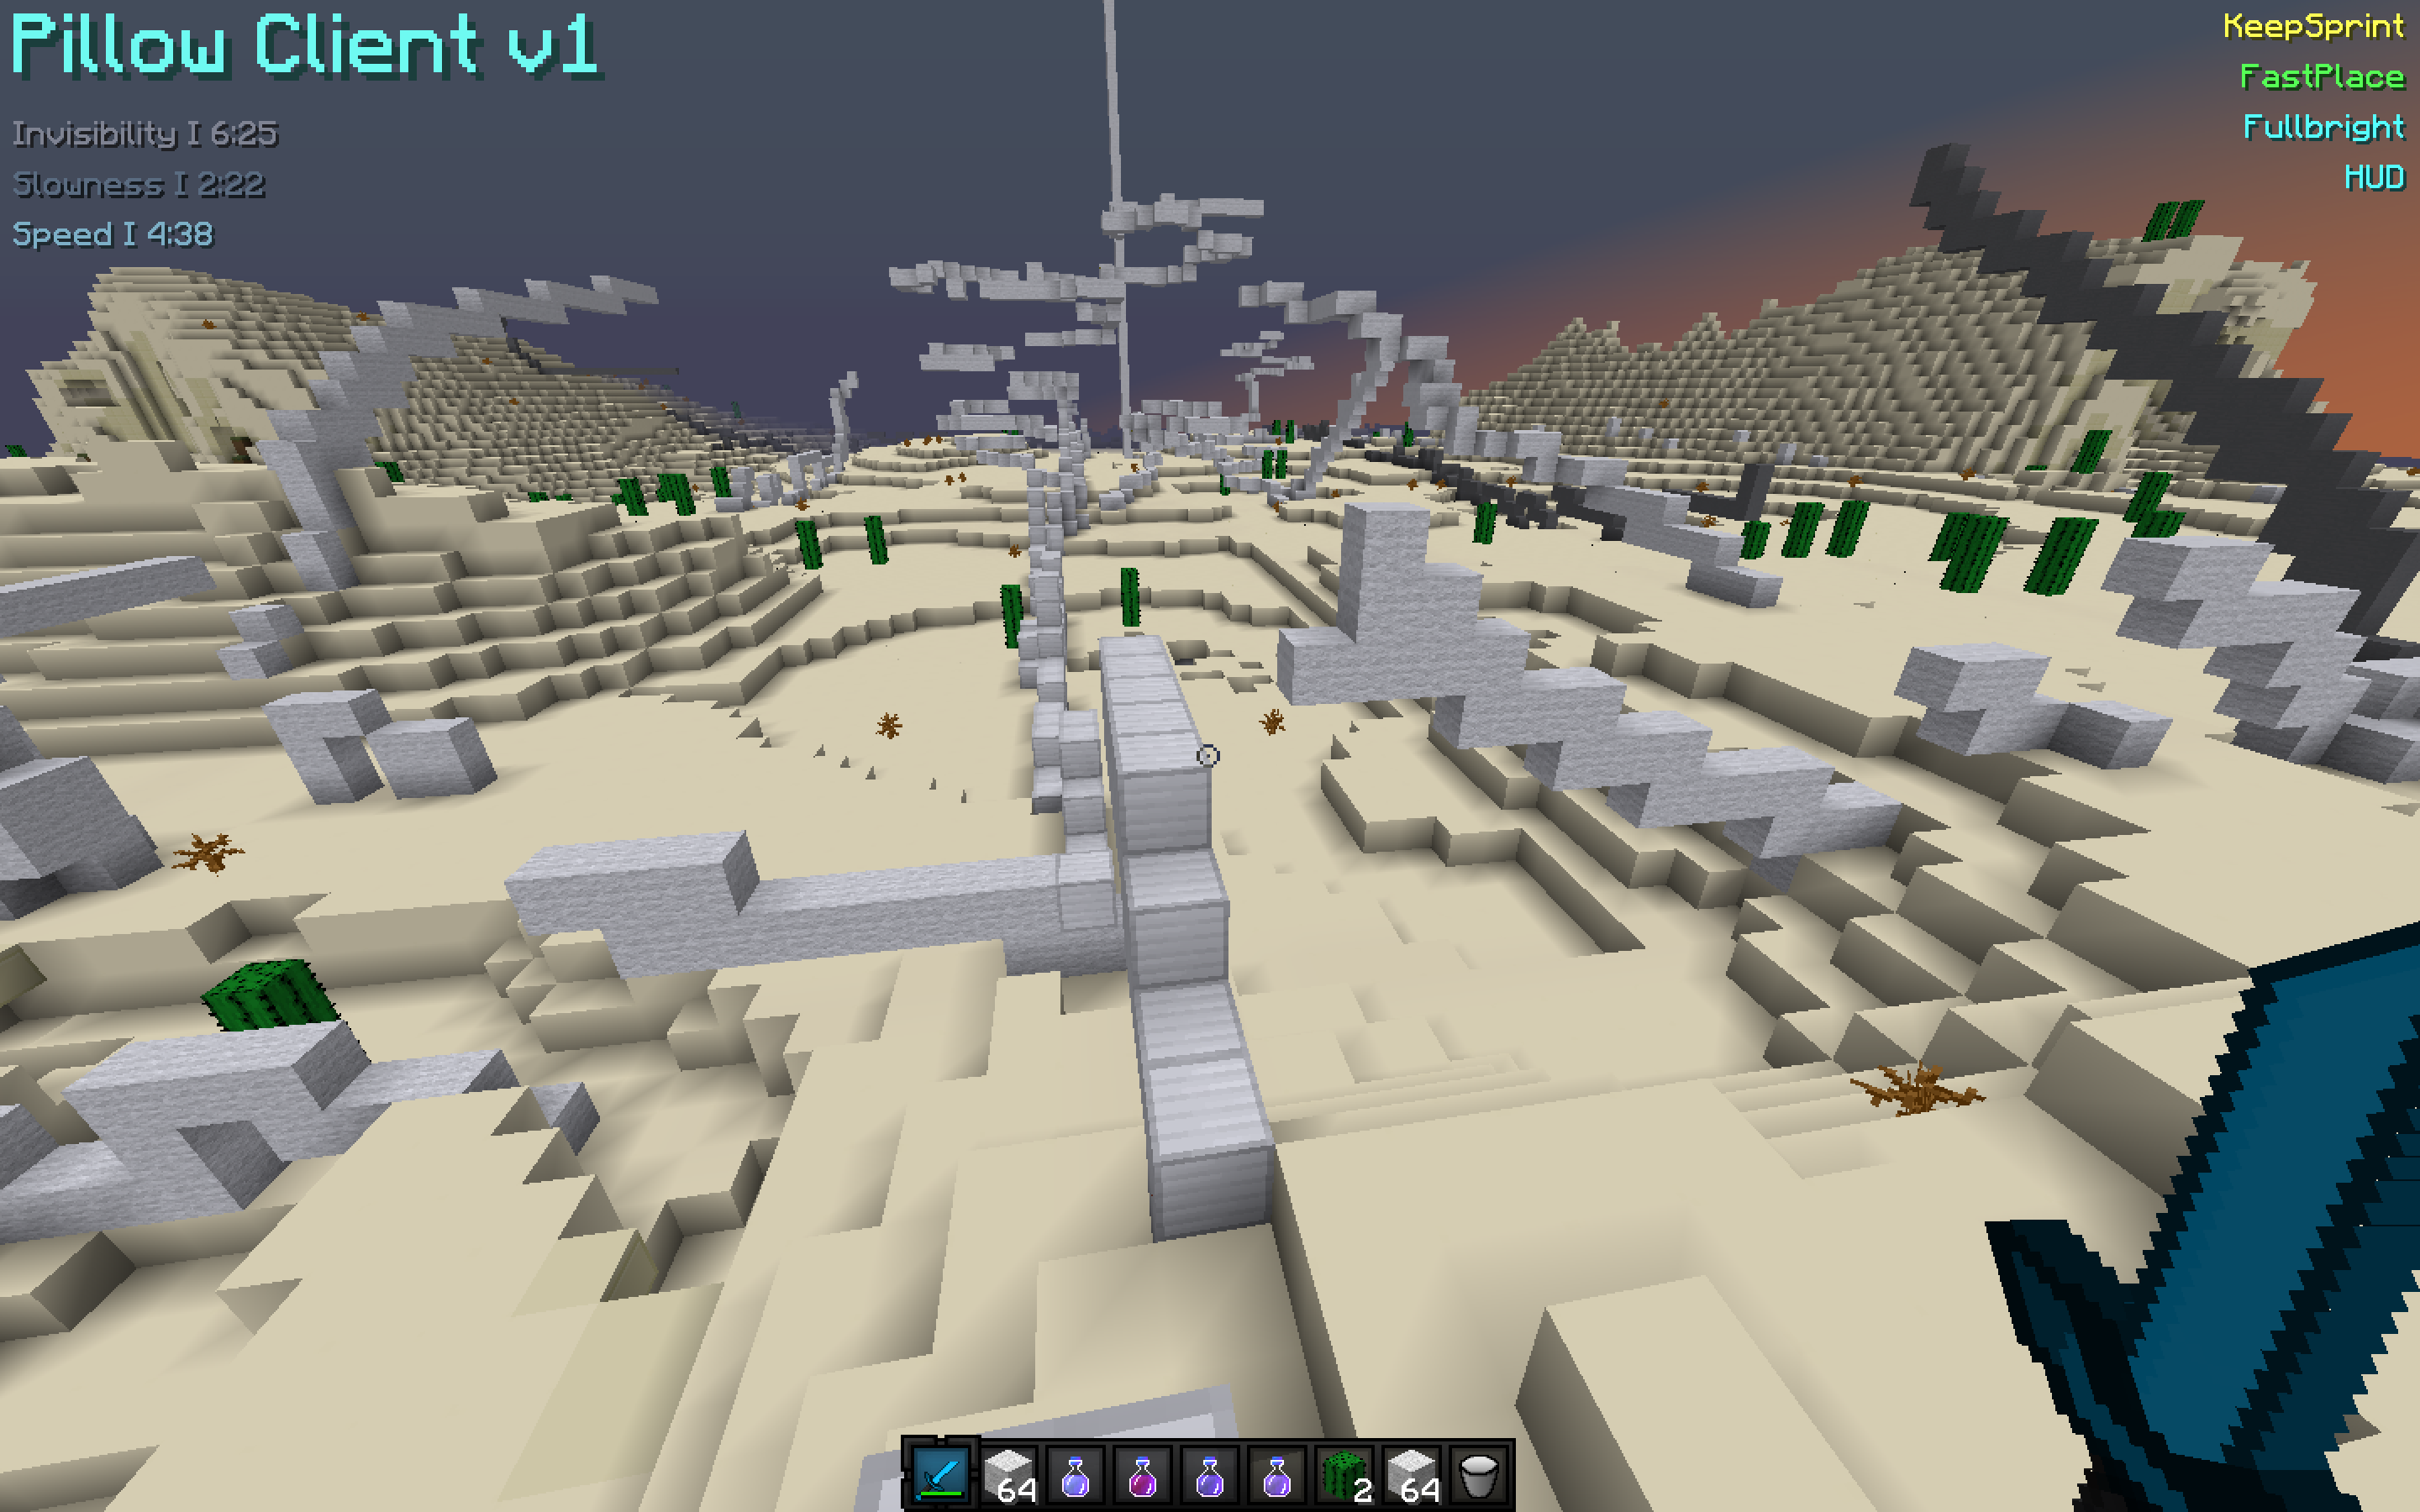 Pillow Client v1
Invisibility I 6:25
Slowness I 2:22
Speed I 4:38
KeepSprint
FastPlace
Fullbright
HUD
64
2
64